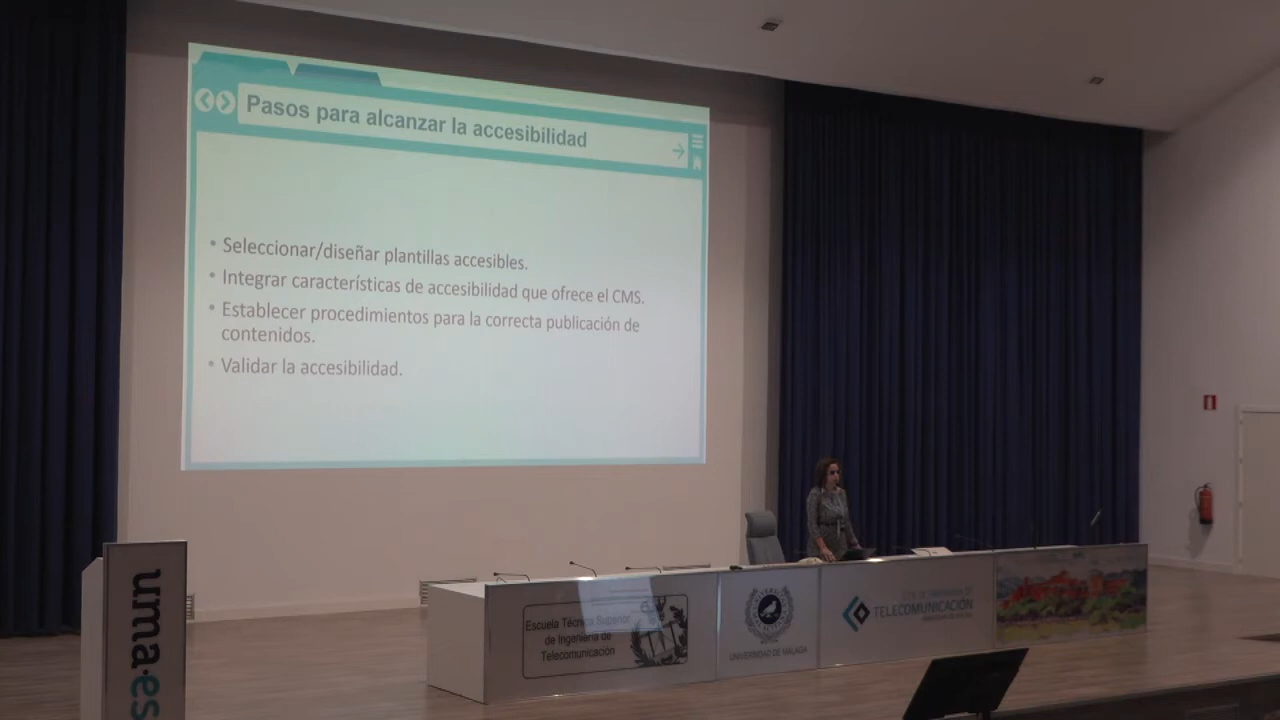 Pasos para alcanzar la accesibilidad
• Seleccionar/diseñar plantillas accesibles.
• Integrar características de accesibilidad que ofrece el CMS.
• Establecer procedimientos para la correcta publicación de
contenidos.
• Validar la accesibilidad.
uma.es
Escuela Técnica Superior
de Ingeniería de
Telecomunicación
UNIVERSIDAD DE MÁLAGA
TELECOMUNICACIÓN